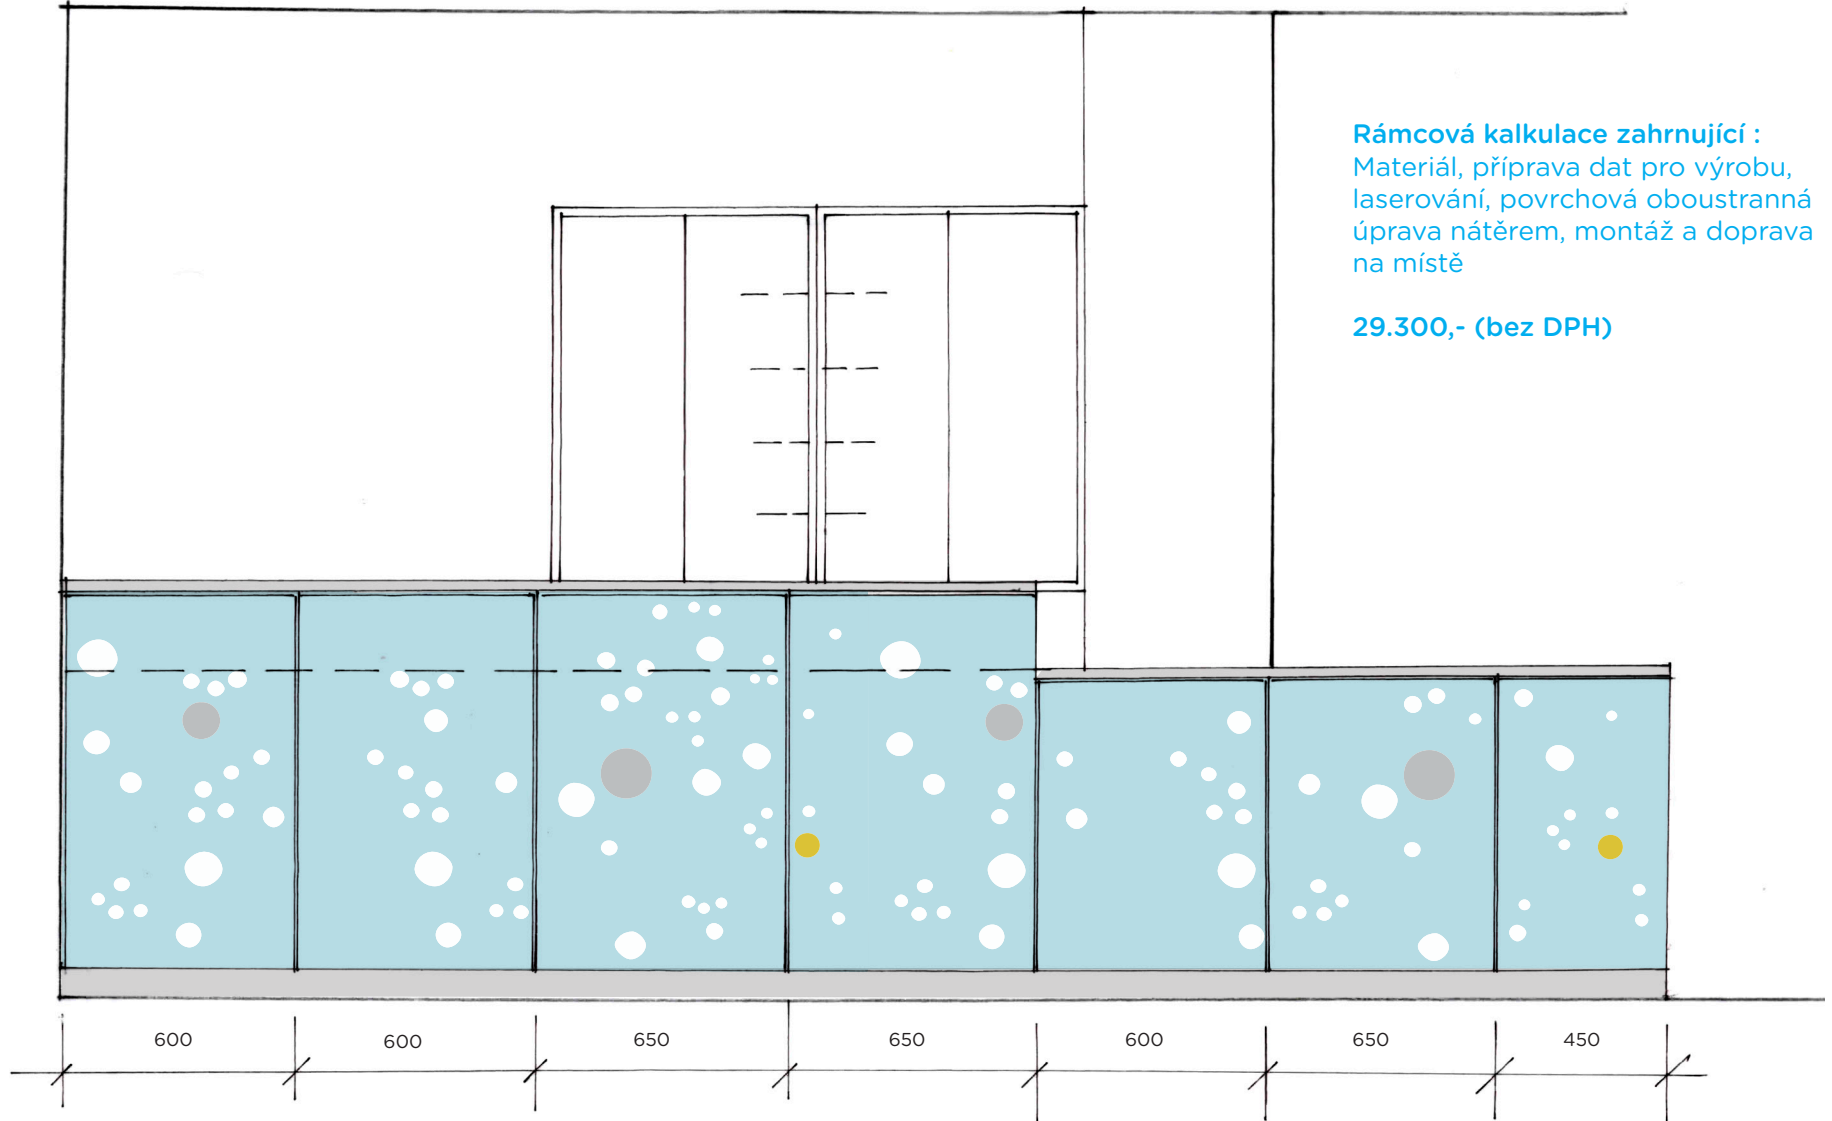 Rámcová kalkulace zahrnující :
Materiál, příprava dat pro výrobu,
laserování, povrchová oboustranná
úprava nátěrem, montáž a doprava
na místě
29.300,- (bez DPH)
600
600
650
650
600
650
450